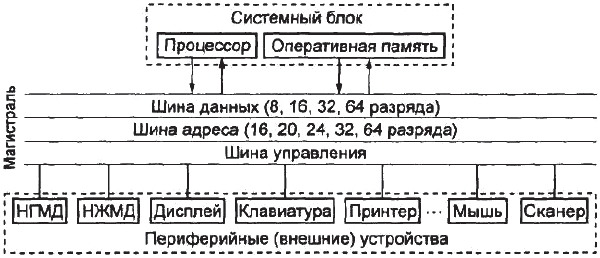 Системный блок
Процессор
Оперативная память
Магистраль
Шина данных (8, 16, 32, 64 разряда)
Шина адреса (16, 20, 24, 32, 64 разряда)
Шина управления
НГМД
НЖМД
Дисплей
Клавиатура
Принтер
...
Мышь
Сканер
Периферийные (внешние) устройства